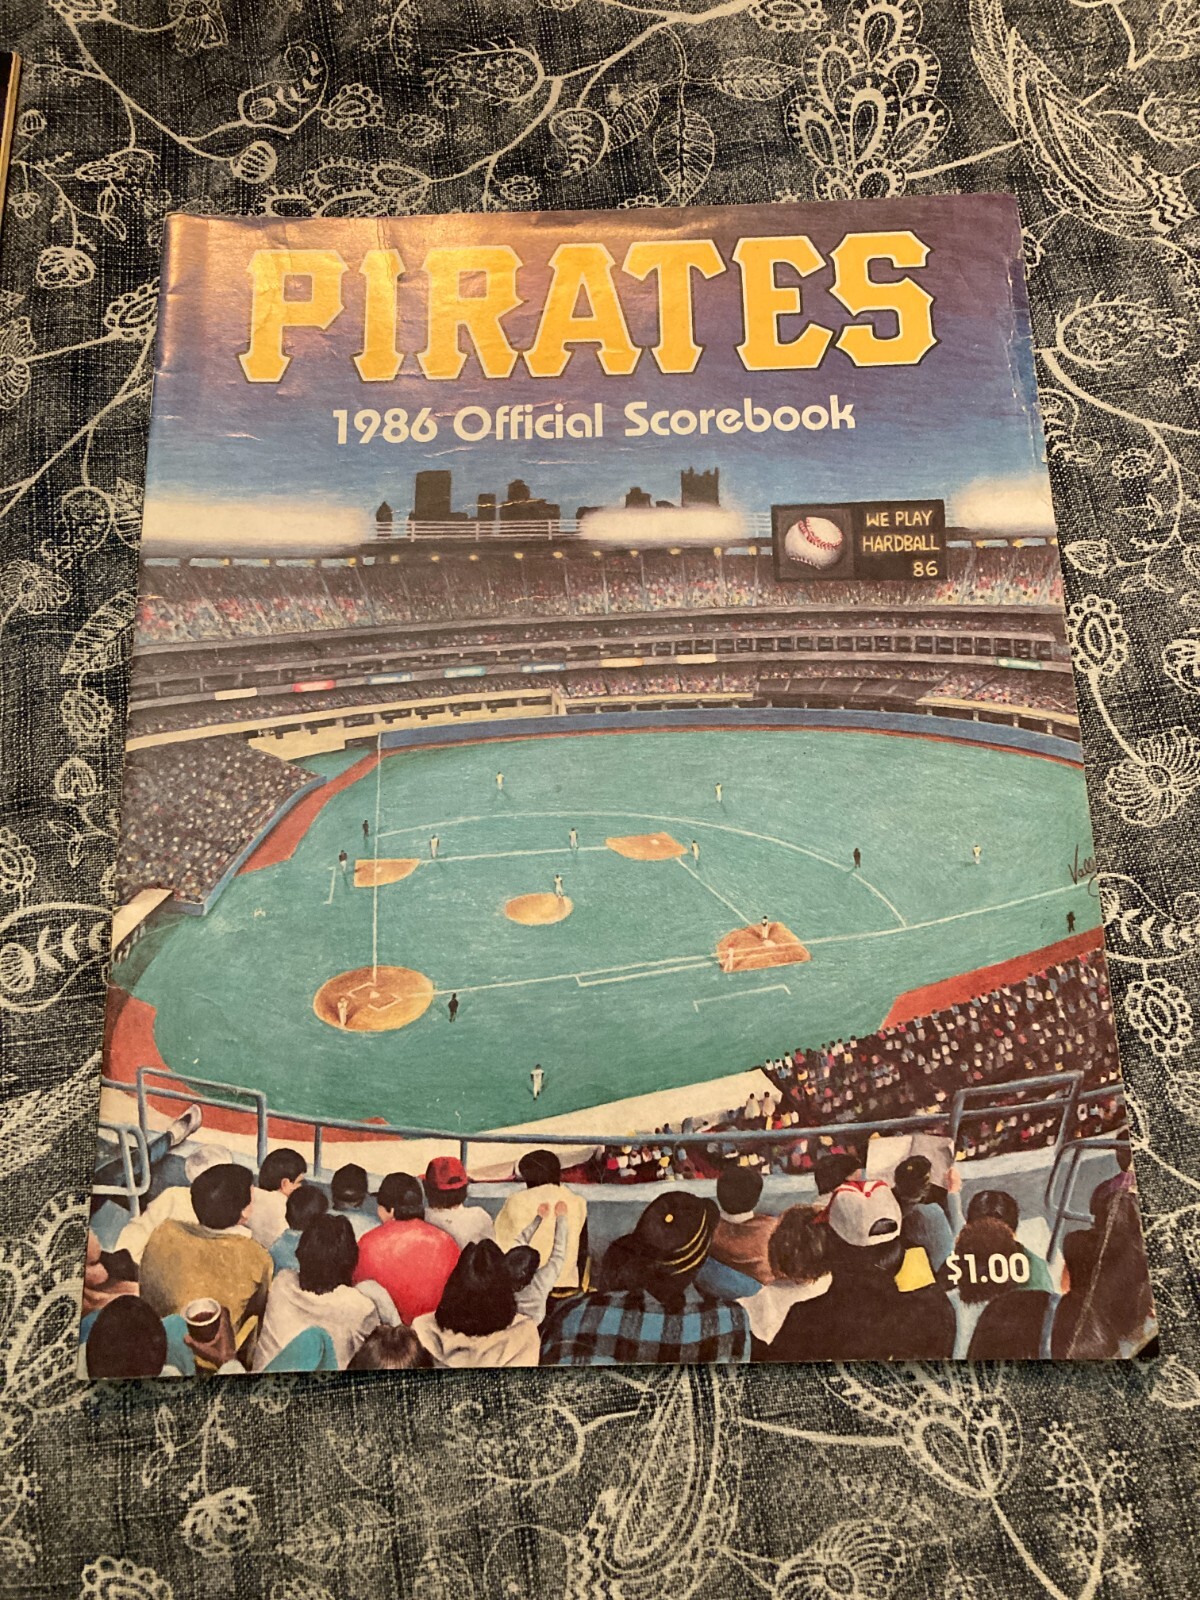 PIRATES
1986 Official Scorebook
WE PLAY
HARDBALL
86
$1.00